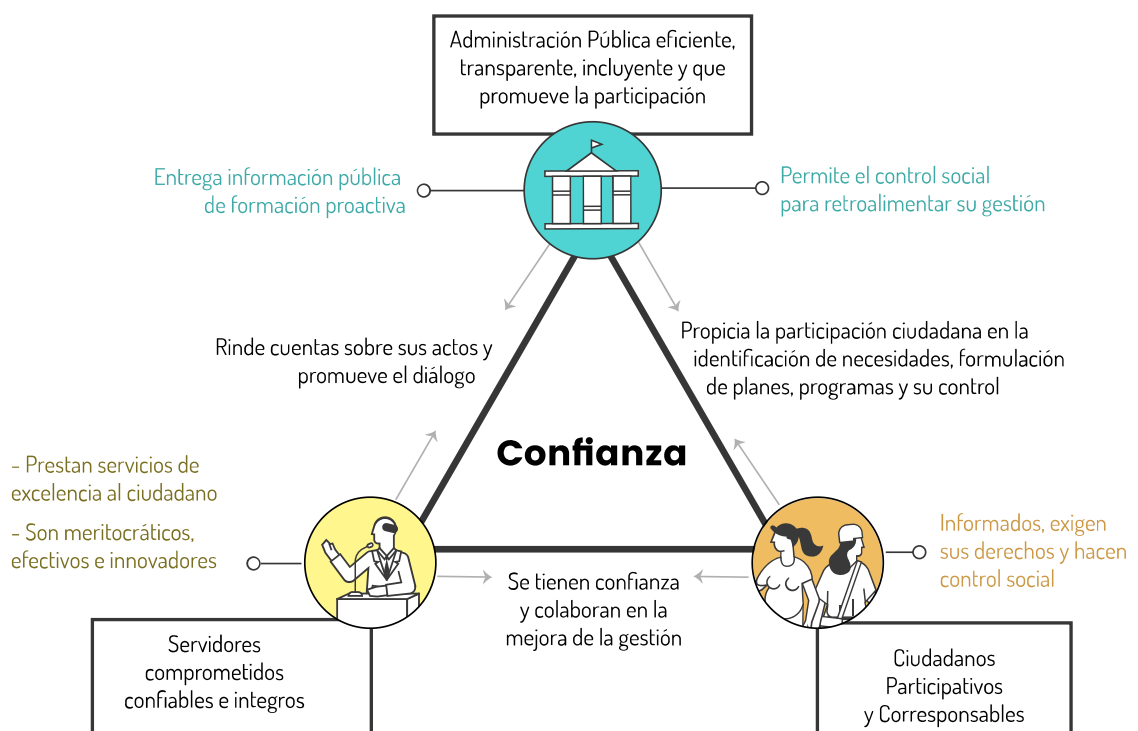 Administración Pública eficiente,
transparente, incluyente y que
promueve la participación
Entrega información pública
de formación proactiva
Permite el control social
para retroalimentar su gestión
Rinde cuentas sobre sus actos y
promueve el diálogo
Propicia la participación ciudadana en la
identificación de necesidades, formulación
de planes, programas y su control
Confianza
- Prestan servicios de
excelencia al ciudadano
- Son meritocráticos,
efectivos e innovadores
Informados, exigen
sus derechos y hacen
control social
Se tienen confianza
y colaboran en la
mejora de la gestión
Servidores
comprometidos
confiables e integros
Ciudadanos
Participativos
y Corresponsables